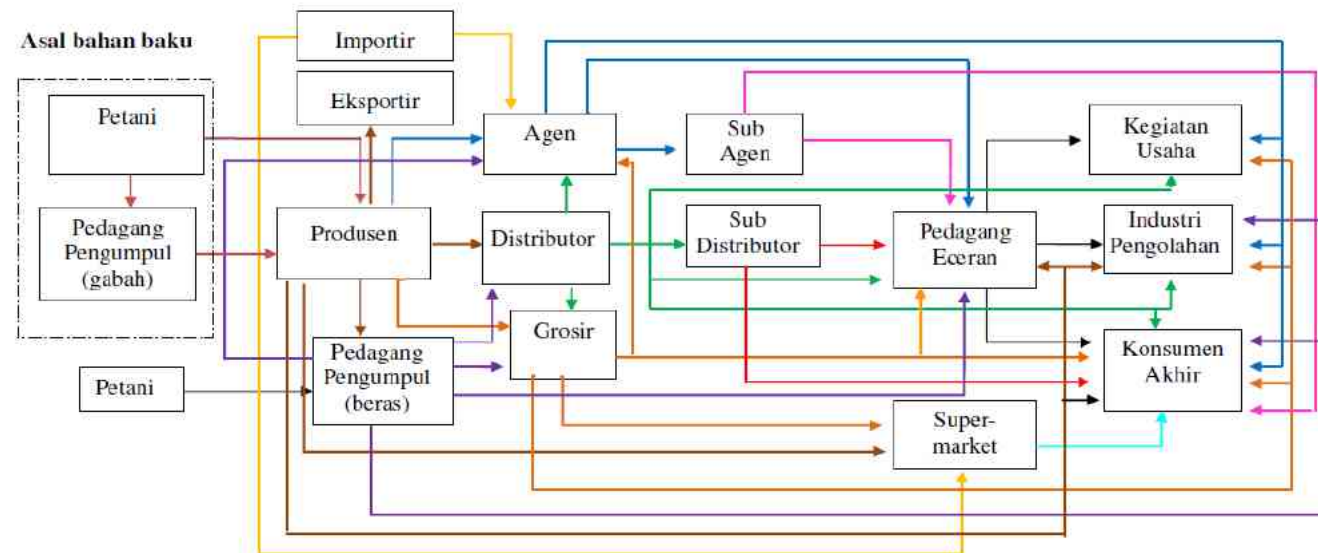 Asal bahan baku
Importir
Eksportir
Petani
Agen
Sub
Agen
Kegiatan
Usaha
Pedagang
Pengumpul
(gabah)
Produsen
Distributor
Sub
Distributor
Pedagang
Eceran
Industri
Pengolahan
Grosir
Petani
Pedagang
Pengumpul
(beras)
Konsumen
Akhir
Super-
market